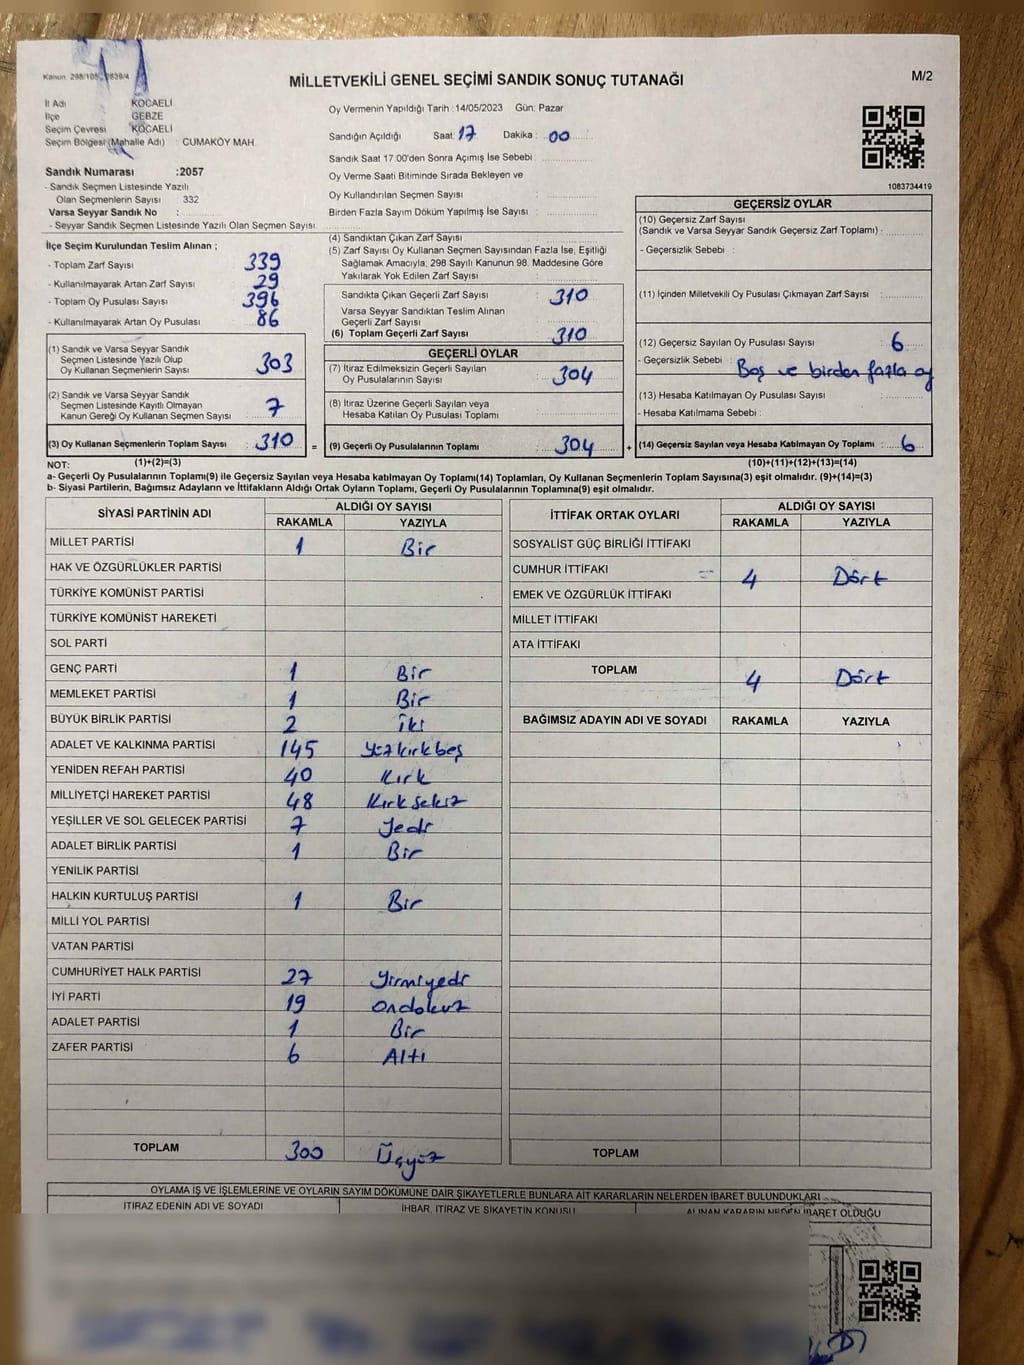 Kanun: 298/105, 2839/4
MİLLETVEKİLİ GENEL SEÇİMİ SANDIK SONUÇ TUTANAĞI
M/2
İl Adı : KOCAELİ
İlçe : GEBZE
Seçim Çevresi : KOCAELİ
Seçim Bölgesi (Mahalle Adı) : CUMAKÖY MAH.
Sandık Numarası :2057
- Sandık Seçmen Listesinde Yazılı
Olan Seçmenlerin Sayısı : 332
Varsa Seyyar Sandık No :
- Seyyar Sandık Seçmen Listesinde Yazılı Olan Seçmen Sayısı:
Oy Vermenin Yapıldığı Tarih :14/05/2023 Gün: Pazar
Sandığın Açıldığı Saat: 17 Dakika : 00
Sandık Saat 17:00'den Sonra Açımış İse Sebebi :
Oy Verme Saati Bitiminde Sırada Bekleyen ve
Oy Kullandırılan Seçmen Sayısı :
Birden Fazla Sayım Döküm Yapılmış İse Sayısı :
1083734419
İlçe Seçim Kurulundan Teslim Alınan ;
- Toplam Zarf Sayısı : 339
- Kullanılmayarak Artan Zarf Sayısı : 29
- Toplam Oy Pusulası Sayısı : 396
- Kullanılmayarak Artan Oy Pusulası : 86
(1) Sandık ve Varsa Seyyar Sandık
Seçmen Listesinde Yazılı Olup
Oy Kullanan Seçmenlerin Sayısı : 303
(2) Sandık ve Varsa Seyyar Sandık
Seçmen Listesinde Kayıtlı Olmayan
Kanun Gereği Oy Kullanan Seçmen Sayısı : 7
(3) Oy Kullanan Seçmenlerin Toplam Sayısı : 310
(1)+(2)=(3)
(4) Sandıktan Çıkan Zarf Sayısı :
(5) Zarf Sayısı Oy Kullanan Seçmen Sayısından Fazla İse, Eşitliği
Sağlamak Amacıyla, 298 Sayılı Kanunun 98. Maddesine Göre
Yakılarak Yok Edilen Zarf Sayısı :
Sandıkta Çıkan Geçerli Zarf Sayısı : 310
Varsa Seyyar Sandıktan Teslim Alınan
Geçerli Zarf Sayısı :
(6) Toplam Geçerli Zarf Sayısı : 310
GEÇERLİ OYLAR
(7) İtiraz Edilmeksizin Geçerli Sayılan
Oy Pusulalarının Sayısı : 304
(8) İtiraz Üzerine Geçerli Sayılan veya
Hesaba Katılan Oy Pusulası Toplamı :
= (9) Geçerli Oy Pusulalarının Toplamı : 304
GEÇERSİZ OYLAR
(10) Geçersiz Zarf Sayısı
(Sandık ve Varsa Seyyar Sandık Geçersiz Zarf Toplamı) :
- Geçersizlik Sebebi :
(11) İçinden Milletvekili Oy Pusulası Çıkmayan Zarf Sayısı :
(12) Geçersiz Sayılan Oy Pusulası Sayısı : 6
- Geçersizlik Sebebi : Boş ve birden fazla oy
(13) Hesaba Katılmayan Oy Pusulası Sayısı :
- Hesaba Katılmama Sebebi :
+ (14) Geçersiz Sayılan veya Hesaba Katılmayan Oy Toplamı : 6
(10)+(11)+(12)+(13)=(14)
NOT:
a- Geçerli Oy Pusulaları Toplamı(9) ile Geçersiz Sayılan veya Hesaba katılmayan Oy Toplamı(14) Toplamları, Oy Kullanan Seçmenlerin Toplam Sayısına(3) eşit olmalıdır. (9)+(14)=(3)
b- Siyasi Partilerin, Bağımsız Adayların ve İttifakların Aldığı Ortak Oyların Toplamı, Geçerli Oy Pusulalarının Toplamına(9) eşit olmalıdır.
SİYASİ PARTİNİN ADI ALDIĞI OY SAYISI
RAKAMLA YAZIYLA
MİLLET PARTİSİ 1 Bir
HAK VE ÖZGÜRLÜKLER PARTİSİ
TÜRKİYE KOMÜNİST PARTİSİ
TÜRKİYE KOMÜNİST HAREKETİ
SOL PARTİ
GENÇ PARTİ 1 Bir
MEMLEKET PARTİSİ 1 Bir
BÜYÜK BİRLİK PARTİSİ 2 İki
ADALET VE KALKINMA PARTİSİ 145 Yüzkırkbeş
YENİDEN REFAH PARTİSİ 40 Kırk
MİLLİYETÇİ HAREKET PARTİSİ 48 Kırksekiz
YEŞİLLER VE SOL GELECEK PARTİSİ 7 Yedi
ADALET BİRLİK PARTİSİ 1 Bir
YENİLİK PARTİSİ
HALKIN KURTULUŞ PARTİSİ 1 Bir
MİLLİ YOL PARTİSİ
VATAN PARTİSİ
CUMHURİYET HALK PARTİSİ 27 Yirmiyedi
İYİ PARTİ 19 Ondokuz
ADALET PARTİSİ 1 Bir
ZAFER PARTİSİ 6 Altı
TOPLAM 300 Üçyüz
İTTİFAK ORTAK OYLARI ALDIĞI OY SAYISI
RAKAMLA YAZIYLA
SOSYALİST GÜÇ BİRLİĞİ İTTİFAKI
CUMHUR İTTİFAKI 4 Dört
EMEK VE ÖZGÜRLÜK İTTİFAKI
MİLLET İTTİFAKI
ATA İTTİFAKI
TOPLAM 4 Dört
BAĞIMSIZ ADAYIN ADI VE SOYADI RAKAMLA YAZIYLA
TOPLAM
OYLAMA İŞ VE İŞLEMLERİNE VE OYLARIN SAYIM DÖKÜMÜNE DAİR ŞİKAYETLERLE BUNLARA AİT KARARLARIN NELERDEN İBARET BULUNDUKLARI
İTİRAZ EDENİN ADI VE SOYADI İHBAR, İTİRAZ VE ŞİKAYETİN KONUSU ALINAN KARARIN NEDEN İBARET OLDUĞU